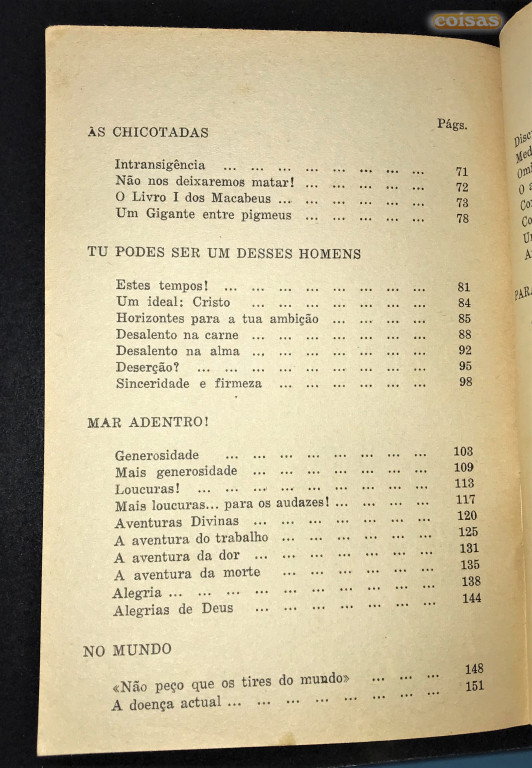 coisas
Págs.
ÀS CHICOTADAS
Intransigência ... ... ... ... ... ... ... ... 71
Não nos deixaremos matar! ... ... ... ... ... 72
O Livro I dos Macabeus ... ... ... ... ... ... 73
Um Gigante entre pigmeus ... ... ... ... ... 78
TU PODES SER UM DESSES HOMENS
Estes tempos! ... ... ... ... ... ... ... ... 81
Um ideal: Cristo ... ... ... ... ... ... ... 84
Horizontes para a tua ambição ... ... ... ... 85
Desalento na carne ... ... ... ... ... ... ... 88
Desalento na alma ... ... ... ... ... ... ... 92
Deserção? ... ... ... ... ... ... ... ... ... 95
Sinceridade e firmeza ... ... ... ... ... ... 98
MAR ADENTRO!
Generosidade ... ... ... ... ... ... ... ... 103
Mais generosidade ... ... ... ... ... ... ... 109
Loucuras! ... ... ... ... ... ... ... ... ... 113
Mais loucuras... para os audazes! ... ... ... ... 117
Aventuras Divinas ... ... ... ... ... ... ... 120
A aventura do trabalho ... ... ... ... ... ... 125
A aventura da dor ... ... ... ... ... ... ... 131
A aventura da morte ... ... ... ... ... ... 135
Alegria ... ... ... ... ... ... ... ... ... ... 138
Alegrias de Deus ... ... ... ... ... ... ... 144
NO MUNDO
«Não peço que os tires do mundo» ... ... ... 148
A doença actual ... ... ... ... ... ... ... ... 151